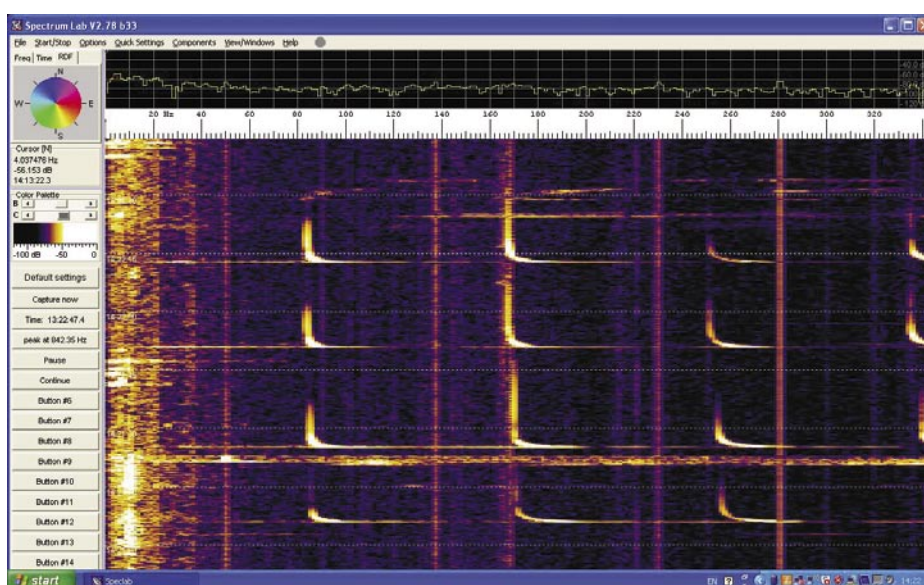 Spectrum Lab V2.78 b33
File Start/Stop Options Quick Settings Components View/Windows Help
Freq Time RDF
N
W E
S
Cursor [N]
4.037476 Hz
-56.153 dB
14:13:22.3
Color Palette
B
C
-100 dB -50 0
Default settings
Capture now
Time: 13:22:47.4
peak at 842.35 Hz
Pause
Continue
Button #6
Button #7
Button #8
Button #9
Button #10
Button #11
Button #12
Button #13
Button #14
20 Hz 40 60 80 100 120 140 160 180 200 220 240 260 280 300 320
start Speclab EN